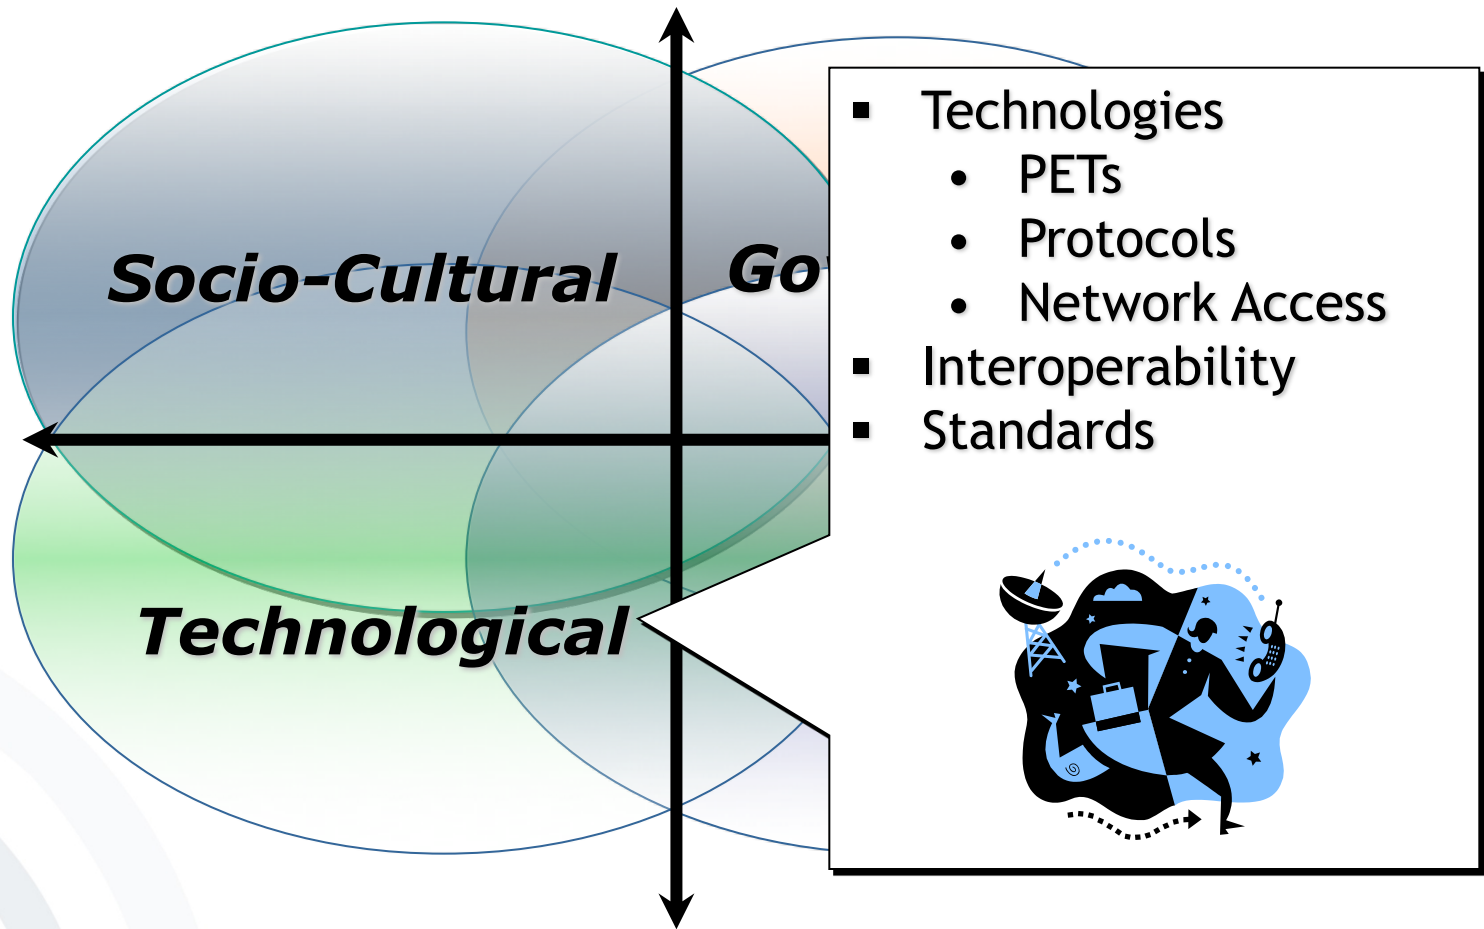 Socio-Cultural
Technological
Technologies
PETs
Protocols
Network Access
Interoperability
Standards